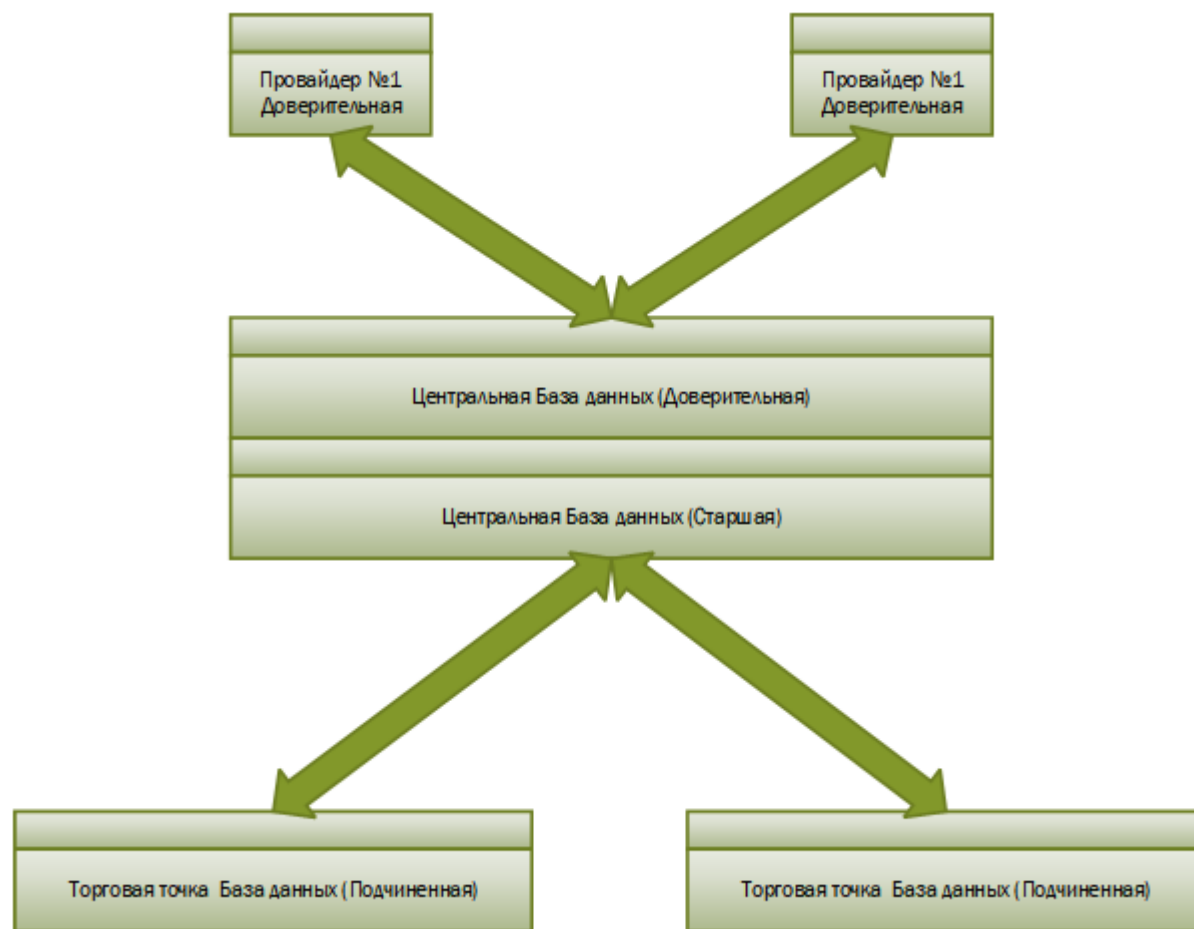 Провайдер №1
Доверительная
Провайдер №1
Доверительная
Центральная База данных (Доверительная)
Центральная База данных (Старшая)
Торговая точка  База данных ( Подчиненная)
Торговая точка  База данных ( Подчиненная)